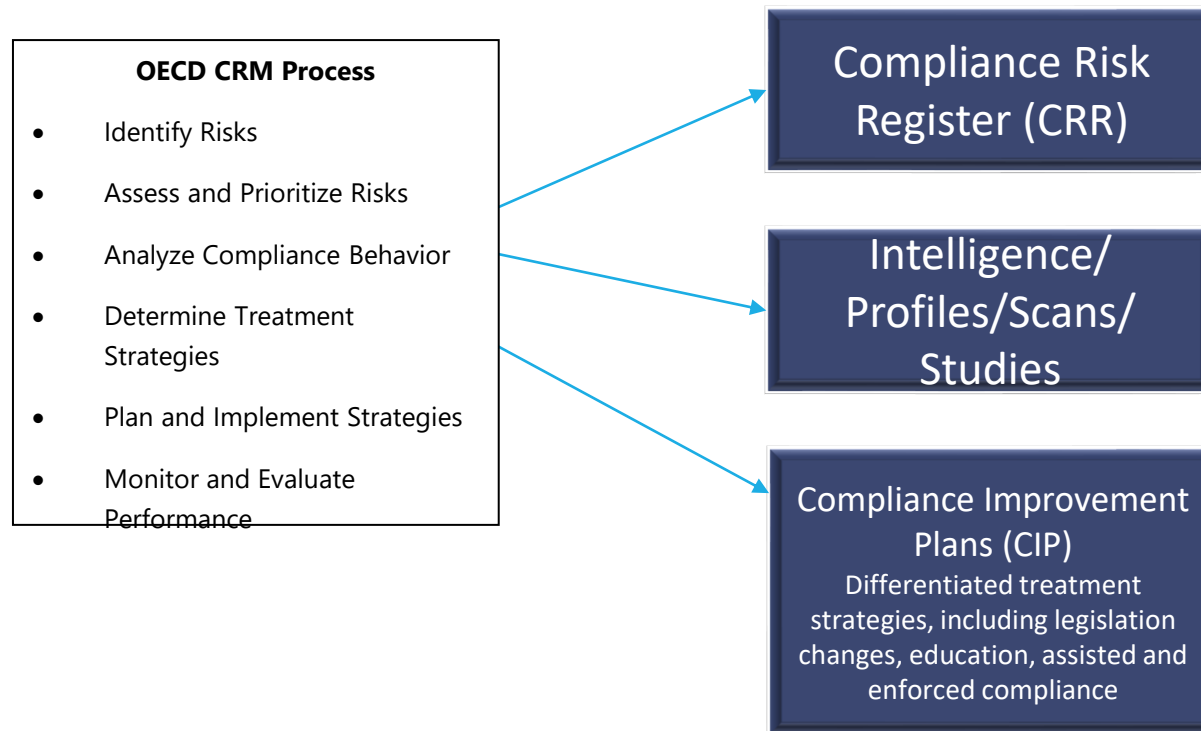 OECD CRM Process
• Identify Risks
• Assess and Prioritize Risks
• Analyze Compliance Behavior
• Determine Treatment
Strategies
• Plan and Implement Strategies
• Monitor and Evaluate
Performance
Compliance Risk
Register (CRR)
Intelligence/
Profiles/Scans/
Studies
Compliance Improvement
Plans (CIP)
Differentiated treatment
strategies, including legislation
changes, education, assisted and
enforced compliance